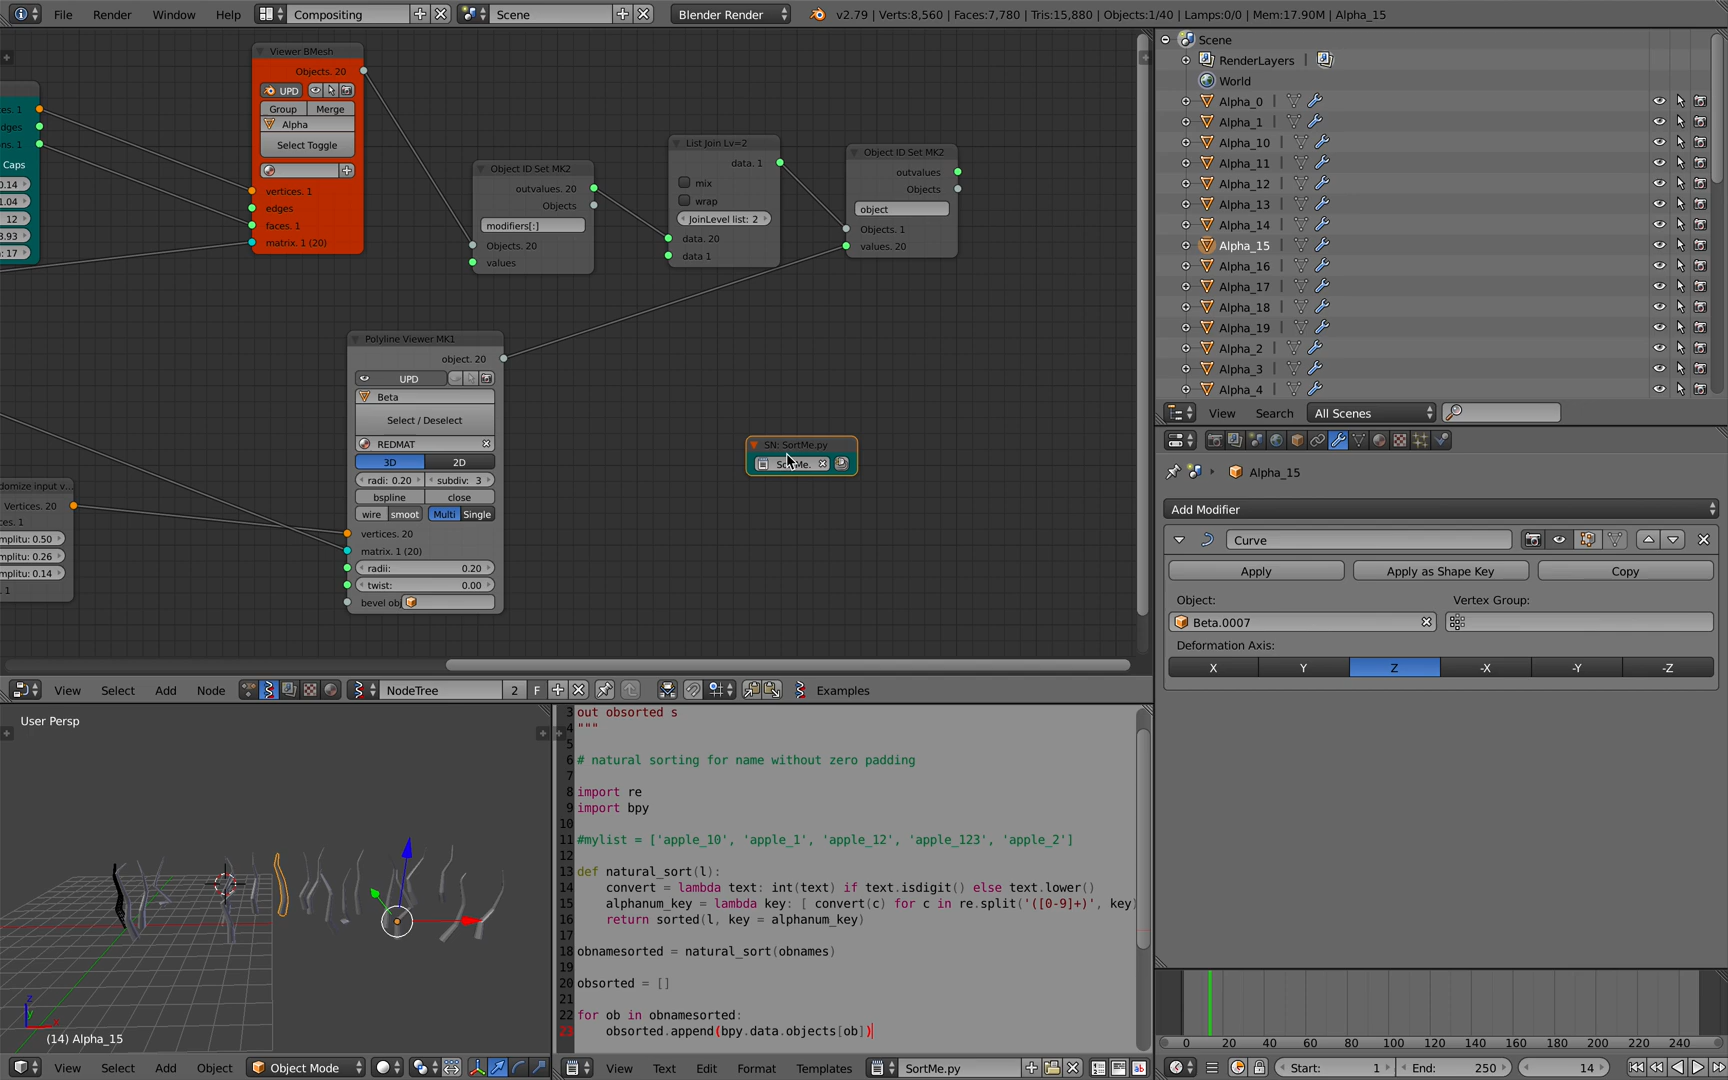 File Render Window Help Compositing Scene Blender Render v2.79 | Verts:8,560 | Faces:7,780 | Tris:15,880 | Objects:1/40 | Lamps:0/0 | Mem:17.90M | Alpha_15
Viewer BMesh
Objects. 20
UPD
Group Merge
Alpha
Select Toggle
vertices. 1
edges
faces. 1
matrix. 1 (20)
Caps
0.14
1.04
12
3.93
: 17
Object ID Set MK2
outvalues. 20
Objects
modifiers[:]
Objects. 20
values
List Join Lv=2
data. 1
mix
wrap
JoinLevel list: 2
data. 20
data 1
Object ID Set MK2
outvalues
Objects
object
Objects. 1
values. 20
Polyline Viewer MK1
object. 20
UPD
Beta
Select / Deselect
REDMAT
3D 2D
radi: 0.20 subdiv: 3
bspline close
wire smoot Multi Single
vertices. 20
matrix. 1 (20)
radii: 0.20
twist: 0.00
bevel obj
domize input v...
Vertices. 20
ces. 1
mplitu: 0.50
mplitu: 0.26
mplitu: 0.14
. 1
SN: SortMe.py
View Select Add Node NodeTree 2 F Examples
User Persp
(14) Alpha_15
View Select Add Object Object Mode
3 out obsorted s
4 """
5
6 # natural sorting for name without zero padding
7
8 import re
9 import bpy
10
11 #mylist = ['apple_10', 'apple_1', 'apple_12', 'apple_123', 'apple_2']
12
13 def natural_sort(l):
14 convert = lambda text: int(text) if text.isdigit() else text.lower()
15 alphanum_key = lambda key: [ convert(c) for c in re.split('([0-9]+)', key)
16 return sorted(l, key = alphanum_key)
17
18 obnamesorted = natural_sort(obnames)
19
20 obsorted = []
21
22 for ob in obnamesorted:
23 obsorted.append(bpy.data.objects[ob])
View Text Edit Format Templates SortMe.py
Scene
RenderLayers |
World
Alpha_0
Alpha_1
Alpha_10
Alpha_11
Alpha_12
Alpha_13
Alpha_14
Alpha_15
Alpha_16
Alpha_17
Alpha_18
Alpha_19
Alpha_2
Alpha_3
Alpha_4
View Search All Scenes
Alpha_15
Add Modifier
Curve
Apply Apply as Shape Key Copy
Object: Vertex Group:
Beta.0007
Deformation Axis:
X Y Z -X -Y -Z
0 20 40 60 80 100 120 140 160 180 200 220 240
Start: 1 End: 250 14